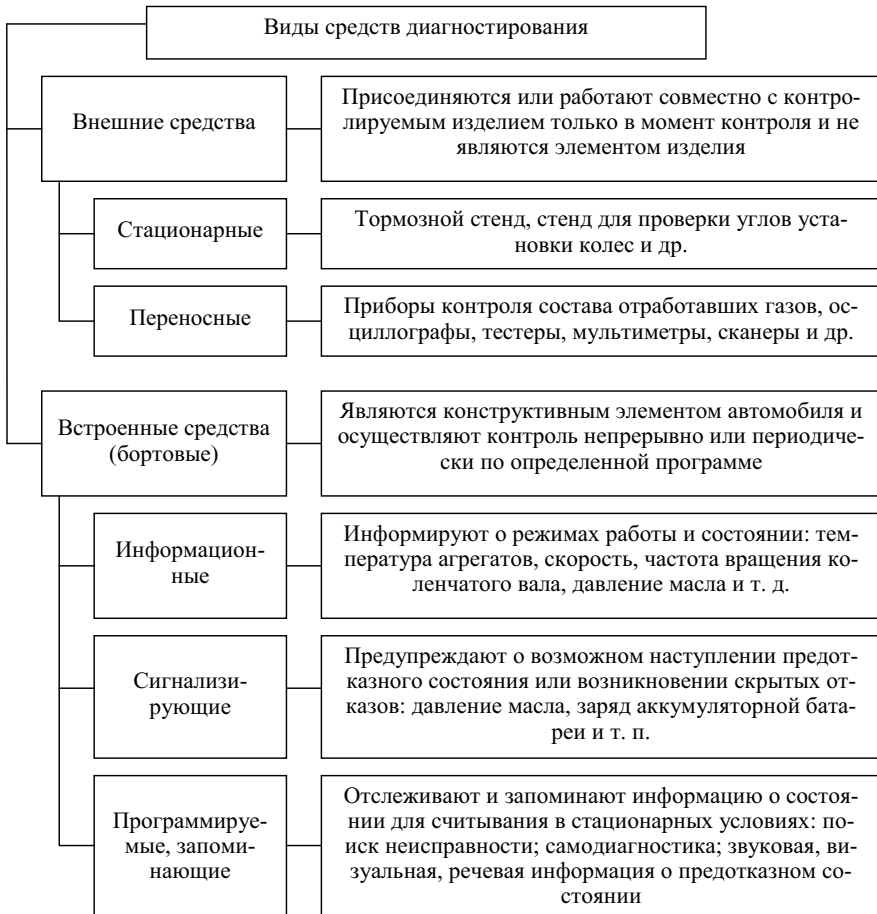 Виды средств диагностирования
Внешние средства
Присоединяются или работают совместно с контро-
лируемым изделием только в момент контроля и не
являются элементом изделия
Стационарные
Тормозной стенд, стенд для проверки углов уста-
новки колес и др.
Переносные
Приборы контроля состава отработавших газов, ос-
циллографы, тестеры, мультиметры, сканеры и др.
Встроенные средства
(бортовые)
Являются конструктивным элементом автомобиля и
осуществляют контроль непрерывно или периодиче-
ски по определенной программе
Информацион-
ные
Информируют о режимах работы и состоянии: тем-
пература агрегатов, скорость, частота вращения ко-
ленчатого вала, давление масла и т. д.
Сигнализи-
рующие
Предупреждают о возможном наступлении предот-
казного состояния или возникновении скрытых от-
казов: давление масла, заряд аккумуляторной бата-
реи и т. п.
Программируе-
мые, запоми-
нающие
Отслеживают и запоминают информацию о состоя-
нии для считывания в стационарных условиях: по-
иск неисправности; самодиагностика; звуковая, ви-
зуальная, речевая информация о предотказном со-
стоянии